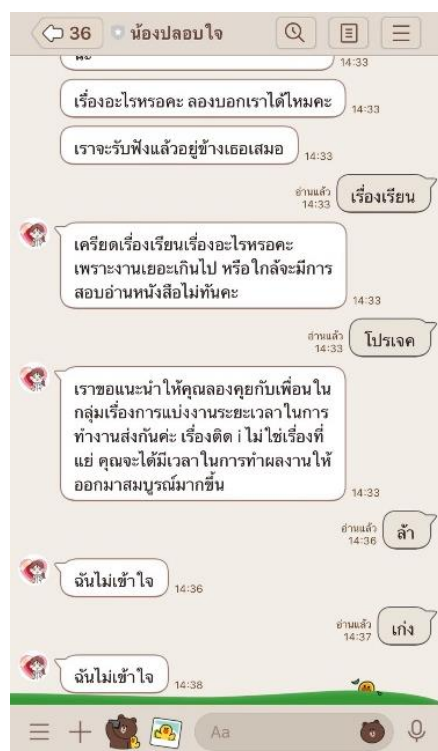 36 น้องปลอบใจ
14:33
เรื่องอะไรหรอคะ ลองบอกเราได้ไหมคะ
14:33
เราจะรับฟังแล้วอยู่ข้างเธอเสมอ
14:33
อ่านแล้ว
14:33
เรื่องเรียน
เครียดเรื่องเรียนเรื่องอะไรหรอคะ
เพราะงานเยอะเกินไป หรือใกล้จะมีการ
สอบอ่านหนังสือไม่ทันคะ
14:33
อ่านแล้ว
14:33
โปรเจค
เราขอแนะนำให้คุณลองคุยกับเพื่อนใน
กลุ่มเรื่องการแบ่งงานระยะเวลาในการ
ทำงานส่งกันค่ะ เรื่องติด i ไม่ใช่เรื่องที่
แย่ คุณจะได้มีเวลาในการทำผลงานให้
ออกมาสมบูรณ์มากขึ้น
14:33
อ่านแล้ว
14:36
ล้า
ฉันไม่เข้าใจ
14:36
อ่านแล้ว
14:37
เก่ง
ฉันไม่เข้าใจ
14:38
Aa